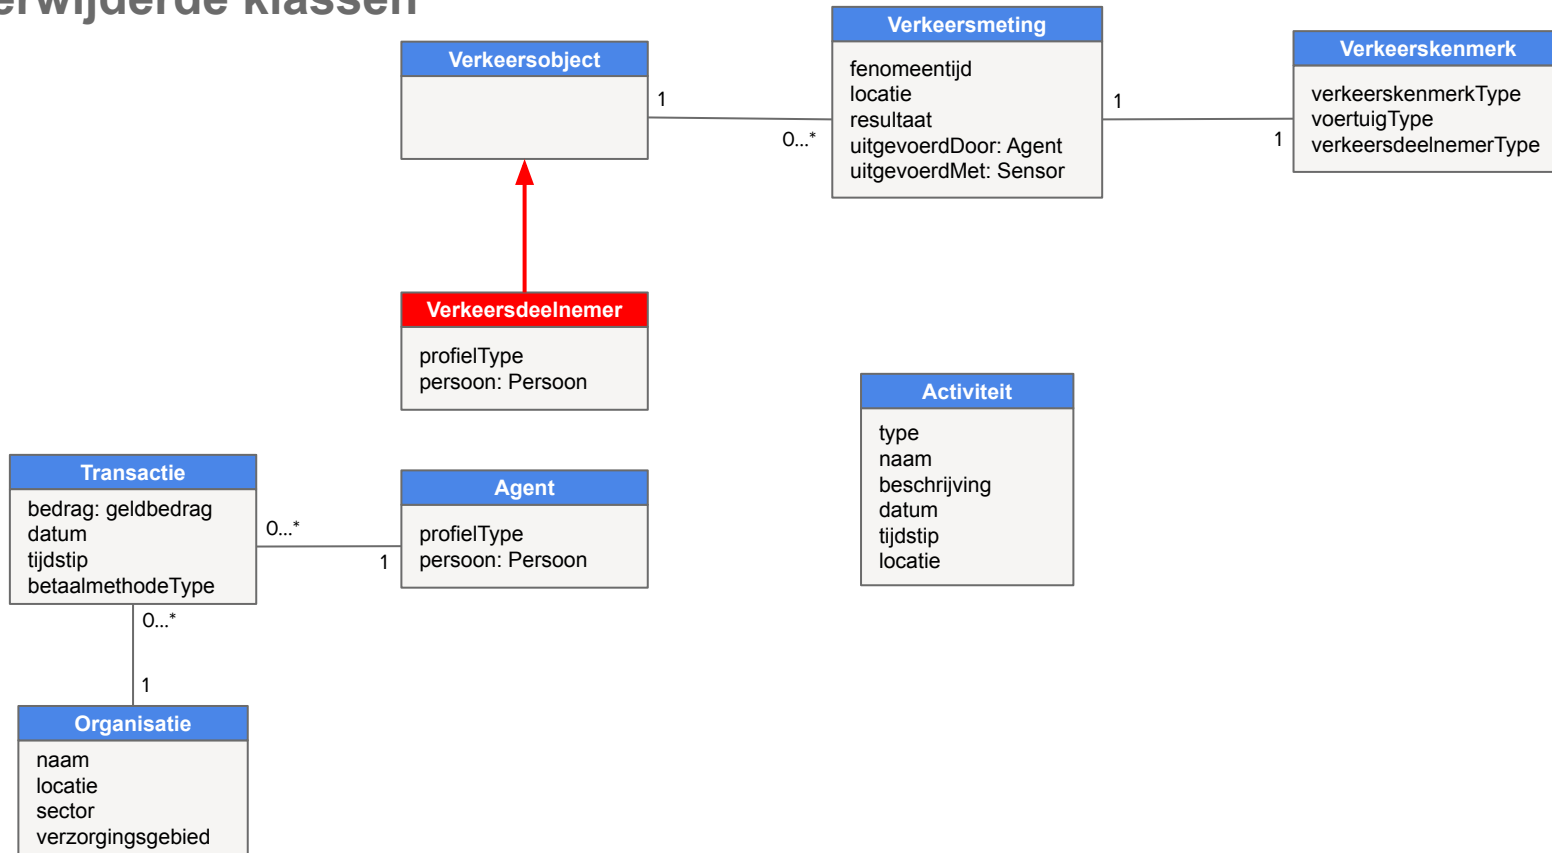 erwijderde klassen
Verkeersobject
1
0...*
Verkeersmeting
fenomeentijd
locatie
resultaat
uitgevoerdDoor: Agent
uitgevoerdMet: Sensor
1
1
Verkeerskenmerk
verkeerskenmerkType
voertuigType
verkeersdeelnemerType
Verkeersdeelnemer
profielType
persoon: Persoon
Activiteit
type
naam
beschrijving
datum
tijdstip
locatie
Transactie
bedrag: geldbedrag
datum
tijdstip
betaalmethodeType
0...*
1
Agent
profielType
persoon: Persoon
0...*
1
Organisatie
naam
locatie
sector
verzorgingsgebied